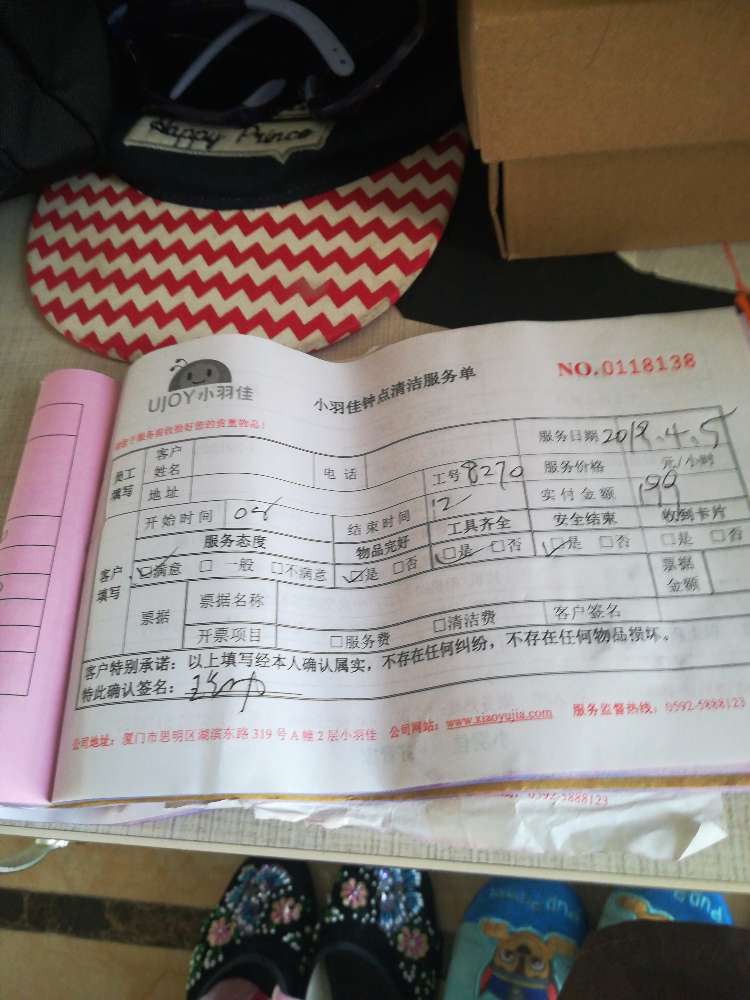 Happy Prince
UJOY小羽佳
小羽佳钟点清洁服务单
NO.0118138
员工填写 客户姓名 电话 服务日期 2019.4.5
地址 工号 8270 服务价格 元/小时
开始时间 08 结束时间 12 实付金额 199
客户填写 服务态度 物品完好 工具齐全 安全结束 收到卡片
☑满意 □一般 □不满意 ☑是 □否 ☑是 □否 ☑是 □否 □是 □否
票据 票据名称 票据金额
开票项目 □服务费 □清洁费 客户签名
客户特别承诺：以上填写经本人确认属实，不存在任何纠纷，不存在任何物品损坏。
特此确认签名：
公司地址：厦门市思明区湖滨东路 319 号 A 幢 2 层小羽佳 公司网站：www.xiaoyujia.com 服务监督热线：0592-5888123
0592-5888123